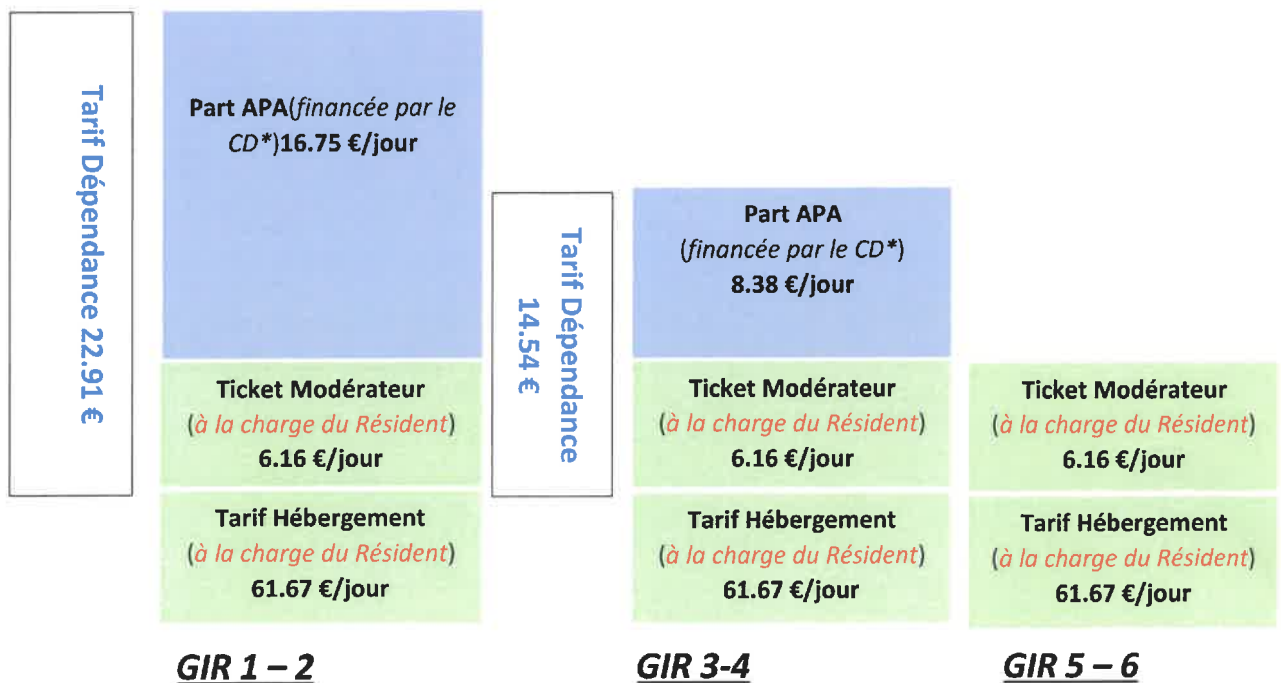 Tarif Dépendance 22.91 €
Part APA(financée par le
CD*)16.75 €/jour
Ticket Modérateur
(à la charge du Résident)
6.16 €/jour
Tarif Hébergement
(à la charge du Résident)
61.67 €/jour
GIR 1 – 2
Tarif Dépendance
14.54 €
Part APA
(financée par le CD*)
8.38 €/jour
Ticket Modérateur
(à la charge du Résident)
6.16 €/jour
Tarif Hébergement
(à la charge du Résident)
61.67 €/jour
GIR 3-4
Ticket Modérateur
(à la charge du Résident)
6.16 €/jour
Tarif Hébergement
(à la charge du Résident)
61.67 €/jour
GIR 5 – 6